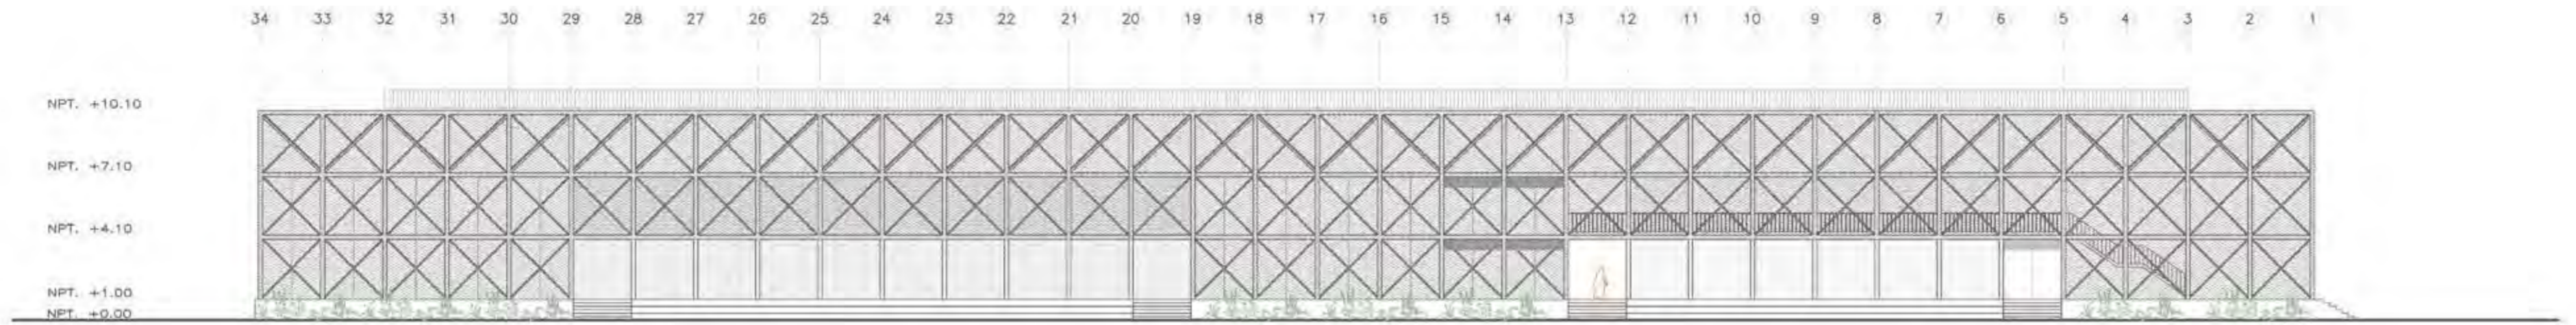 34 33 32 31 30 29 28 27 26 25 24 23 22 21 20 19 18 17 16 15 14 13 12 11 10 9 8 7 6 5 4 3 2 1
NPT. +10.10
NPT. +7.10
NPT. +4.10
NPT. +1.00
NPT. +0.00